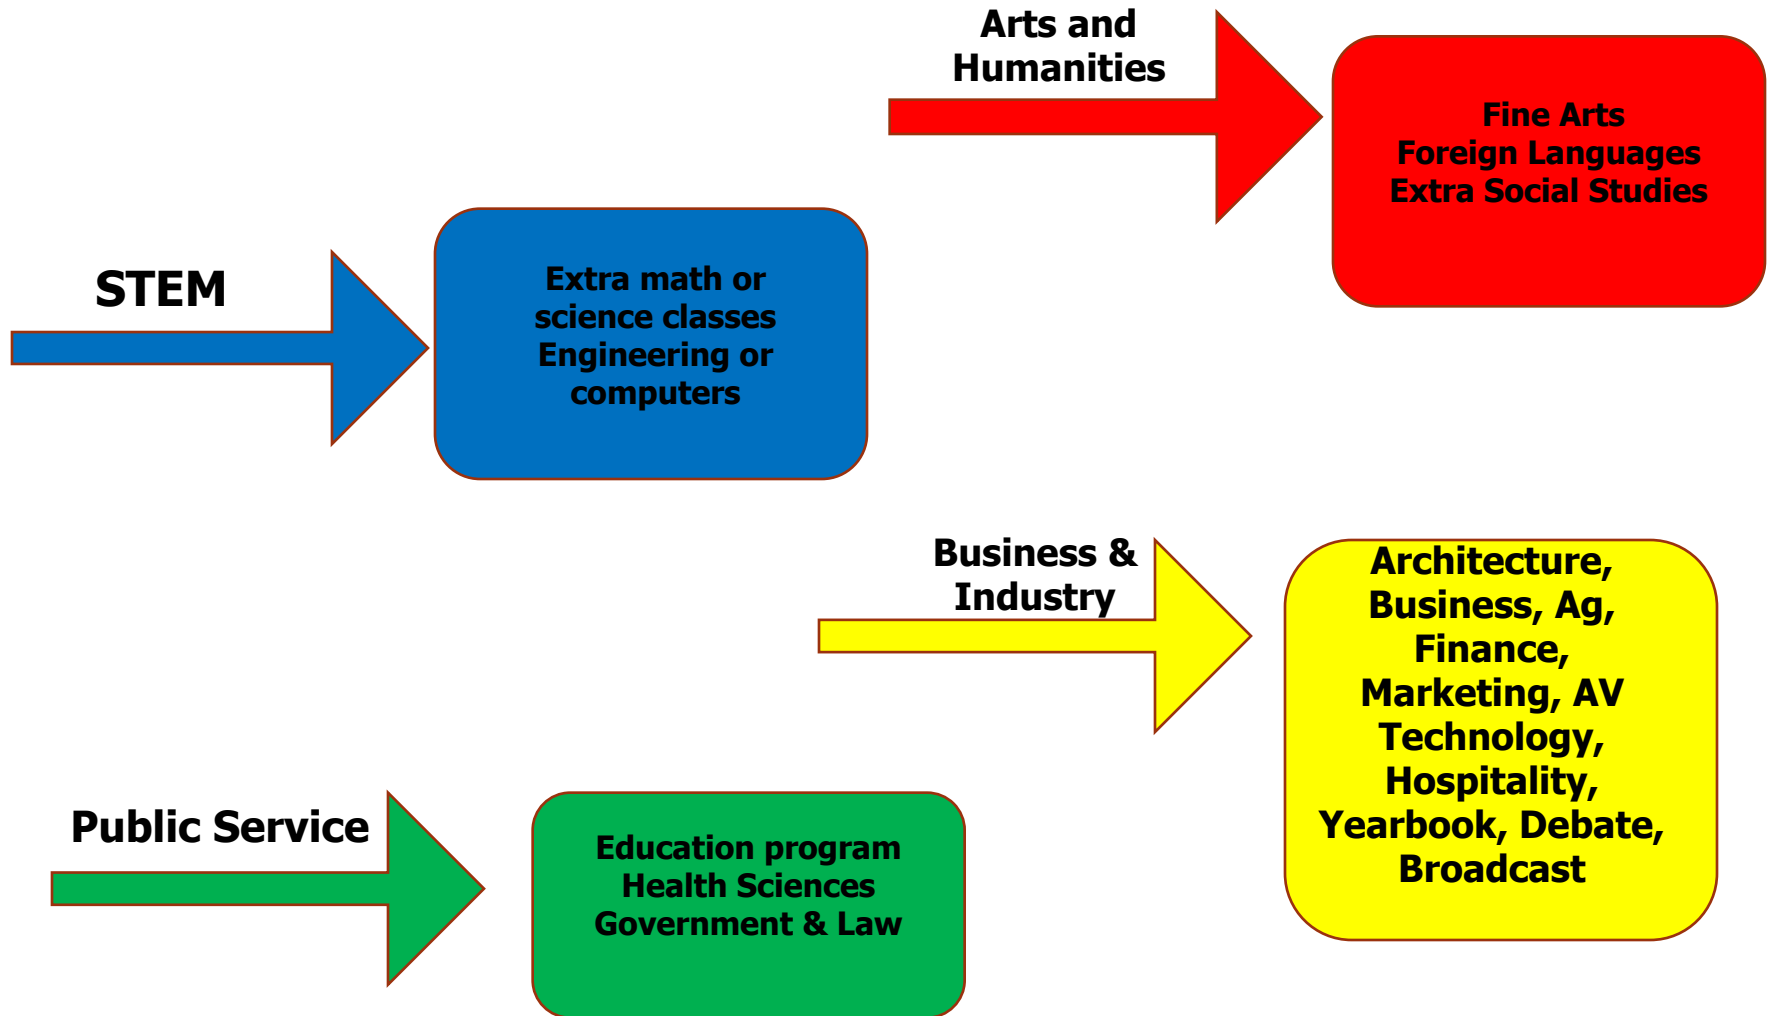 Arts and
Humanities
Fine Arts
Foreign Languages
Extra Social Studies
STEM
Extra math or
science classes
Engineering or
computers
Business &
Industry
Architecture,
Business, Ag,
Finance,
Marketing, AV
Technology,
Hospitality,
Yearbook, Debate,
Broadcast
Public Service
Education program
Health Sciences
Government & Law